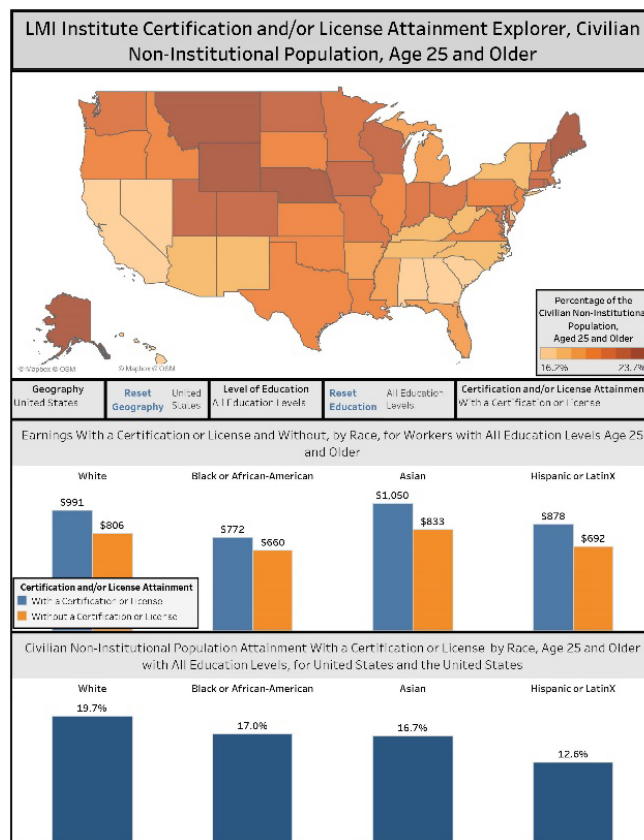 LMI Institute Certification and/or License Attainment Explorer, Civilian
Non-Institutional Population, Age 25 and Older
Percentage of the
Civilian Non-Institutional
Population,
Aged 25 and Older
16.2% 23.7%
© Mapbox © OSM © Mapbox © OSM
Geography
United States
Reset
Geography
United
States
Level of Education
All Education Levels
Reset
Education
All Education
Levels
Certification and/or License Attainment
With a Certification or License
Earnings With a Certification or License and Without, by Race, for Workers with All Education Levels Age 25
and Older
White Black or African-American Asian Hispanic or LatinX
$991 $806 $772 $660 $1,050 $833 $878 $692
Certification and/or License Attainment
With a Certification or License
Without a Certification or License
Civilian Non-Institutional Population Attainment With a Certification or License by Race, Age 25 and Older
with All Education Levels, for United States and the United States
White Black or African-American Asian Hispanic or LatinX
19.7% 17.0% 16.7% 12.6%